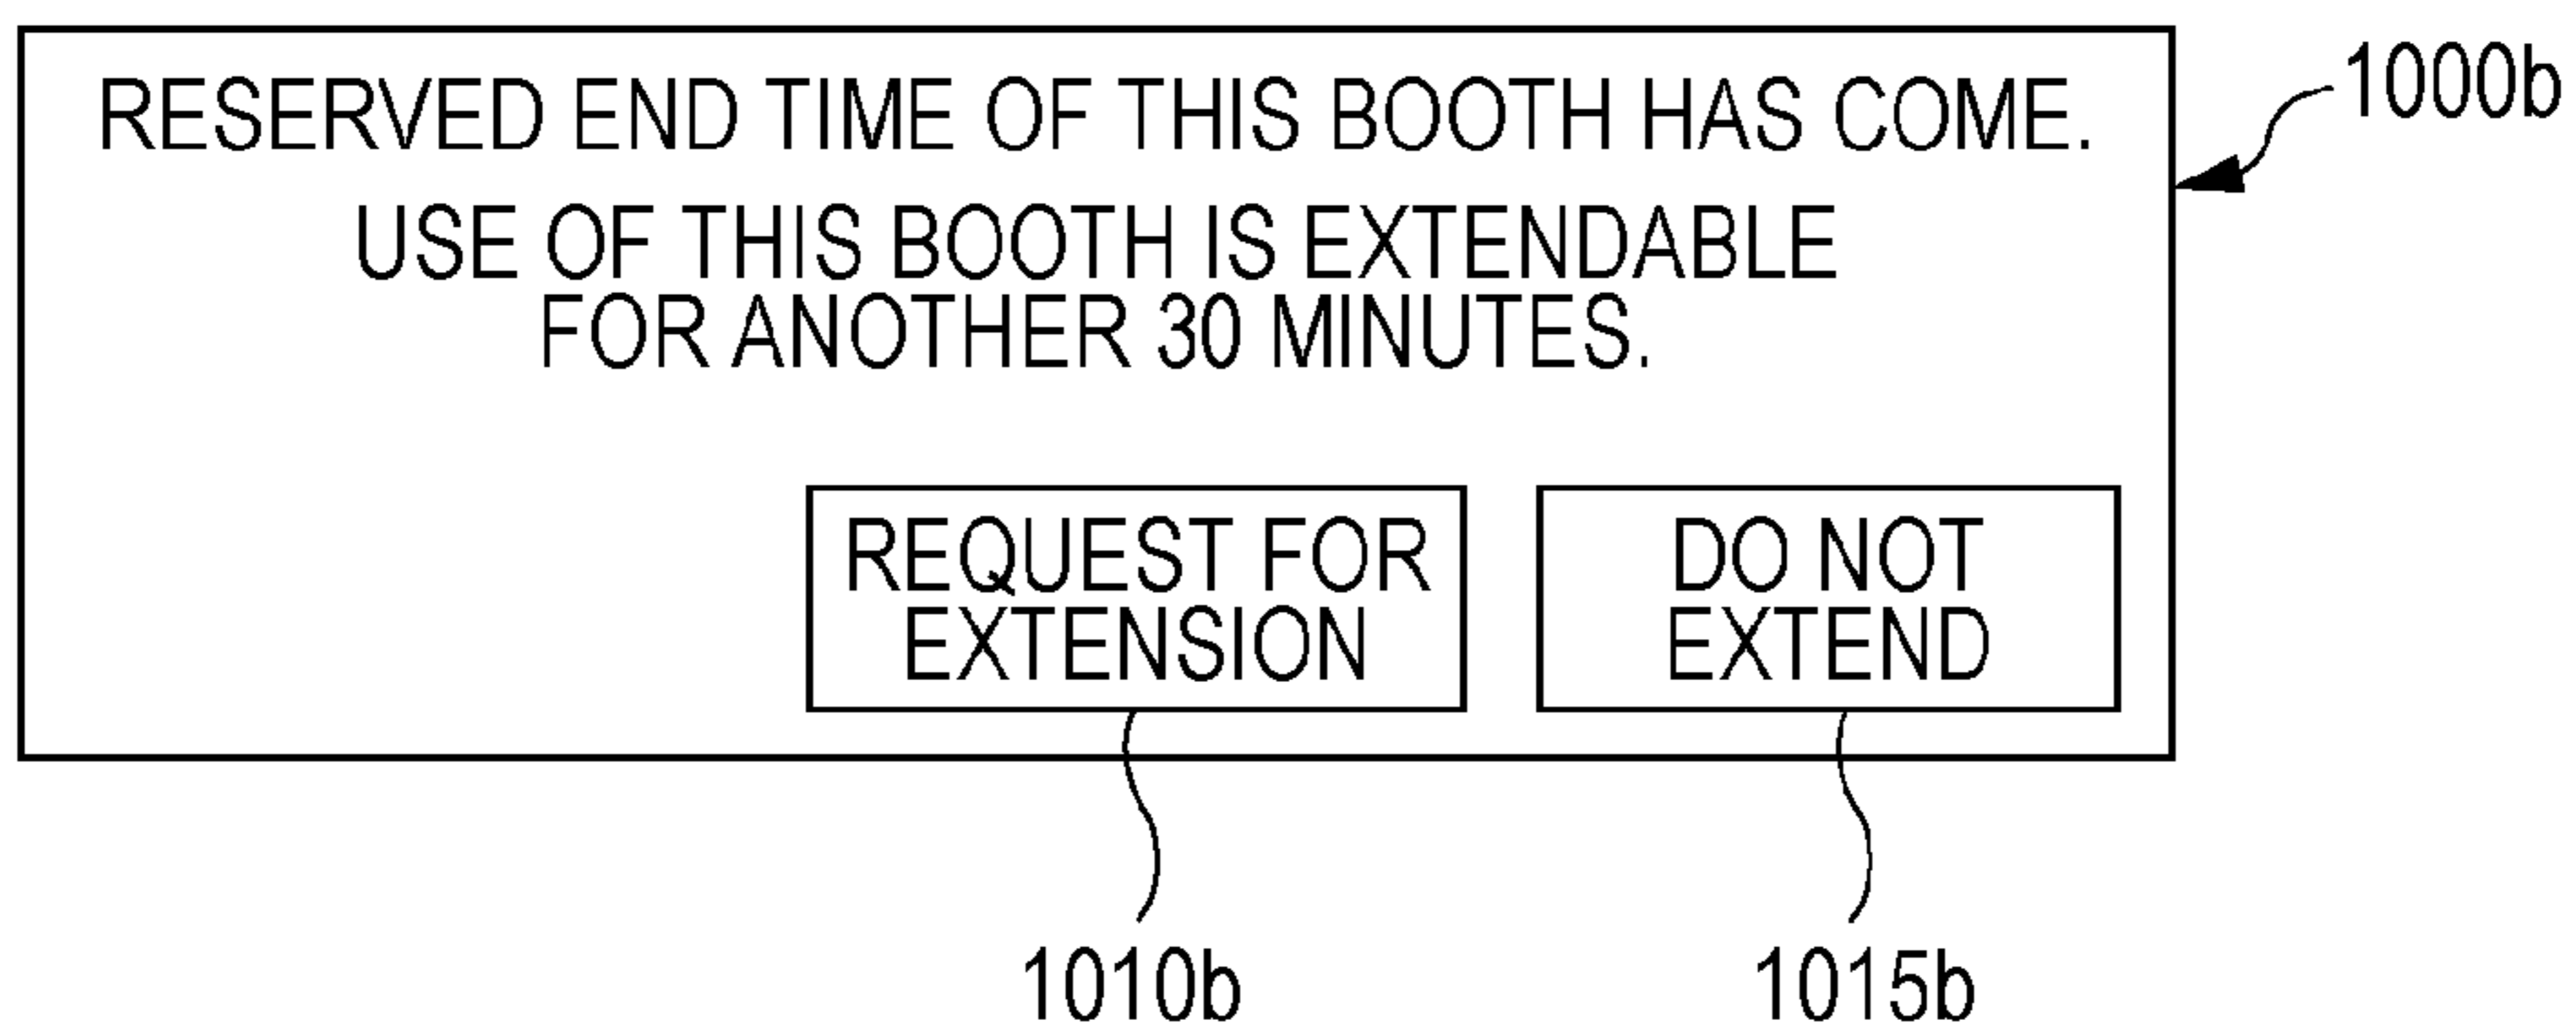 RESERVED END TIME OF THIS BOOTH HAS COME.
1000b
USE OF THIS BOOTH IS EXTENDABLE
FOR ANOTHER 30 MINUTES.
REQUEST FOR
EXTENSION
DO NOT
EXTEND
1010b
1015b